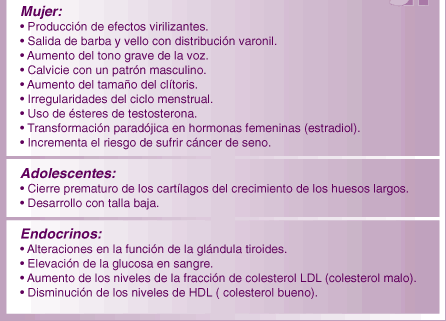 Mujer:
• Producción de efectos virilizantes.
• Salida de barba y vello con distribución varonil.
• Aumento del tono grave de la voz.
• Calvicie con un patrón masculino.
• Aumento del tamaño del clítoris.
• Irregularidades del ciclo menstrual.
• Uso de ésteres de testosterona.
• Transformación paradójica en hormonas femeninas (estradiol).
• Incrementa el riesgo de sufrir cáncer de seno.
Adolescentes:
• Cierre prematuro de los cartílagos del crecimiento de los huesos largos.
• Desarrollo con talla baja.
Endocrinos:
• Alteraciones en la función de la glándula tiroides.
• Elevación de la glucosa en sangre.
• Aumento de los niveles de la fracción de colesterol LDL (colesterol malo).
• Disminución de los niveles de HDL ( colesterol bueno).